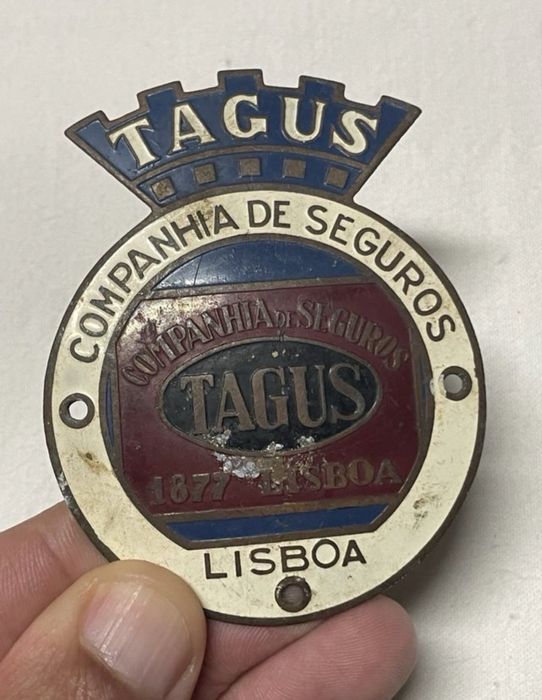 TAGUS
COMPANHIA DE SEGUROS
COMPANHIA DE SEGUROS
TAGUS
1877 LISBOA
LISBOA